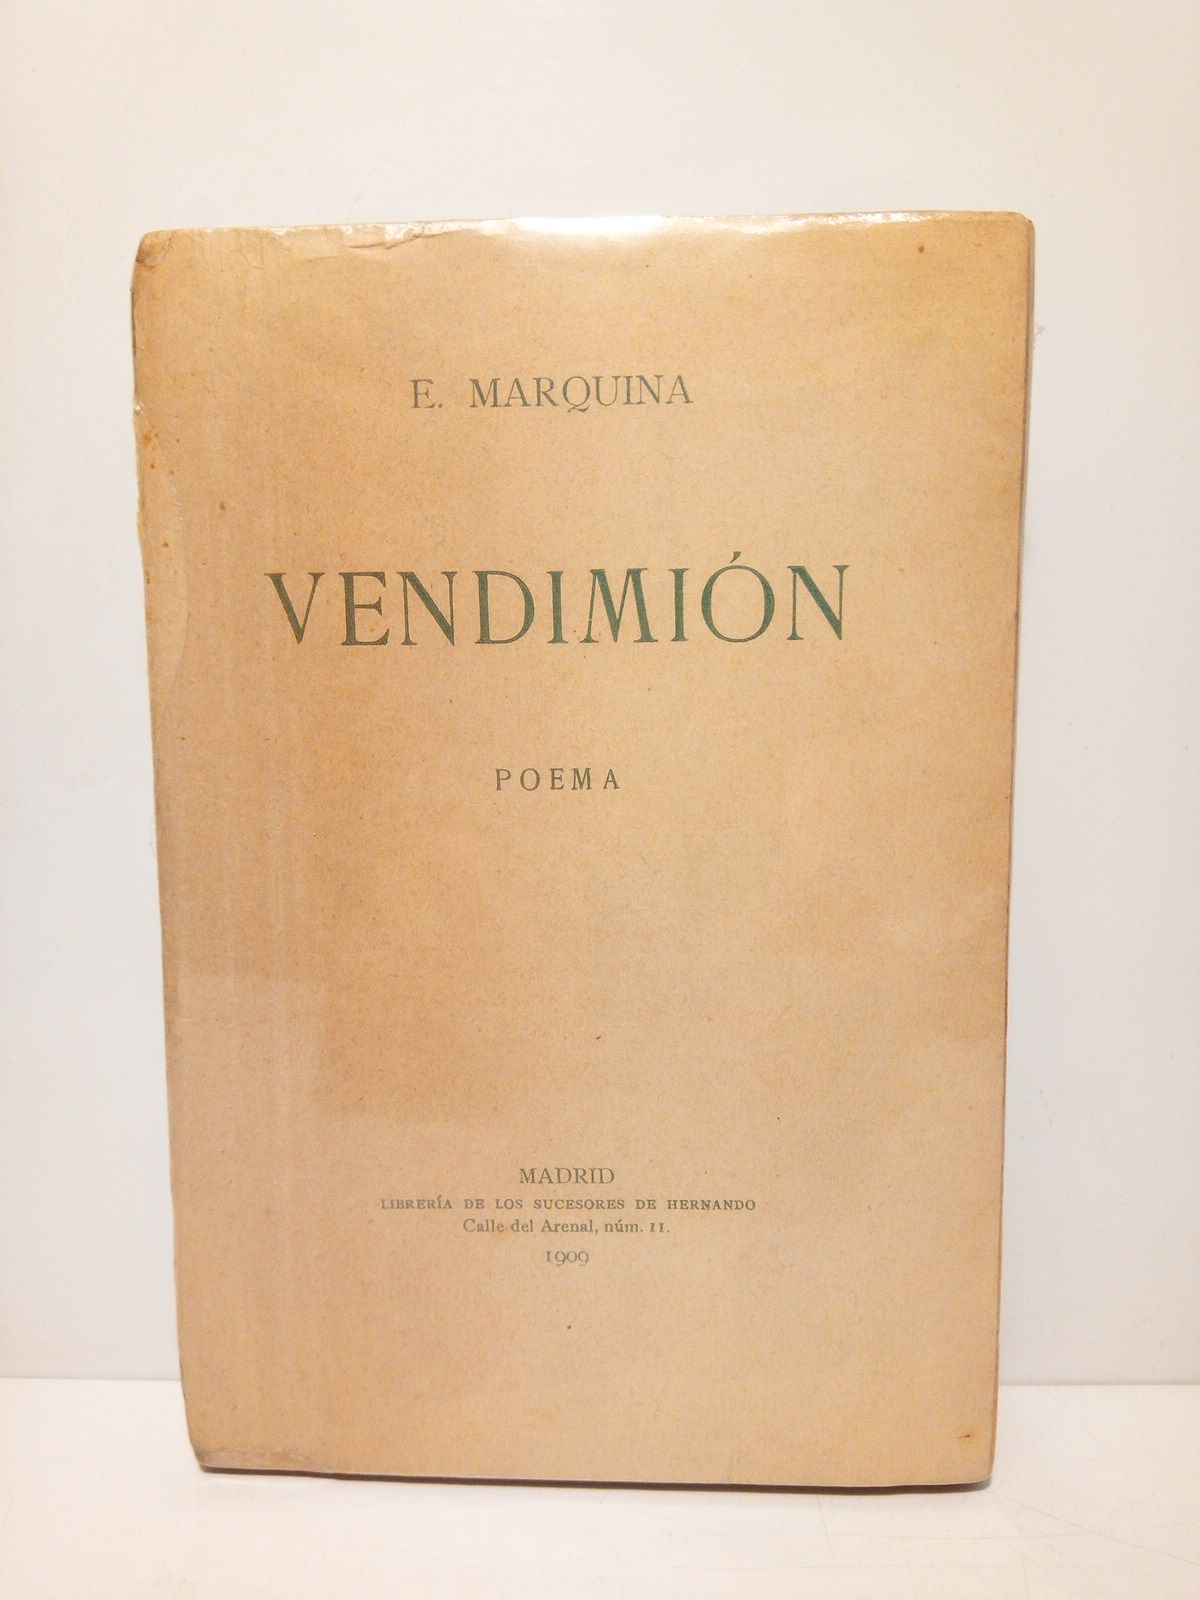 E. MARQUINA
VENDIMIÓN
POEMA
MADRID
LIBRERÍA DE LOS SUCESORES DE HERNANDO
Calle del Arenal, núm. 11.
1909